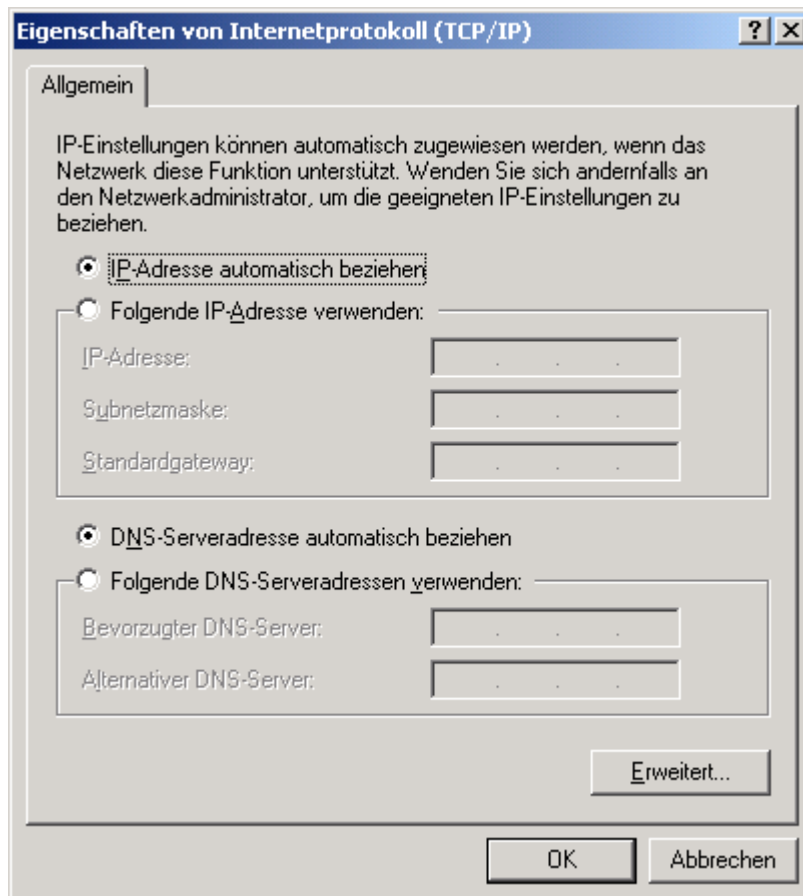 Eigenschaften von Internetprotokoll (TCP/IP)
Allgemein
IP-Einstellungen können automatisch zugewiesen werden, wenn das
Netzwerk diese Funktion unterstützt. Wenden Sie sich andernfalls an
den Netzwerkadministrator, um die geeigneten IP-Einstellungen zu
beziehen.
IP-Adresse automatisch beziehen
Folgende IP-Adresse verwenden:
IP-Adresse:
Subnetzmaske:
Standardgateway:
DNS-Serveradresse automatisch beziehen
Folgende DNS-Serveradressen verwenden:
Bevorzugter DNS-Server:
Alternativer DNS-Server:
Erweitert...
OK
Abbrechen